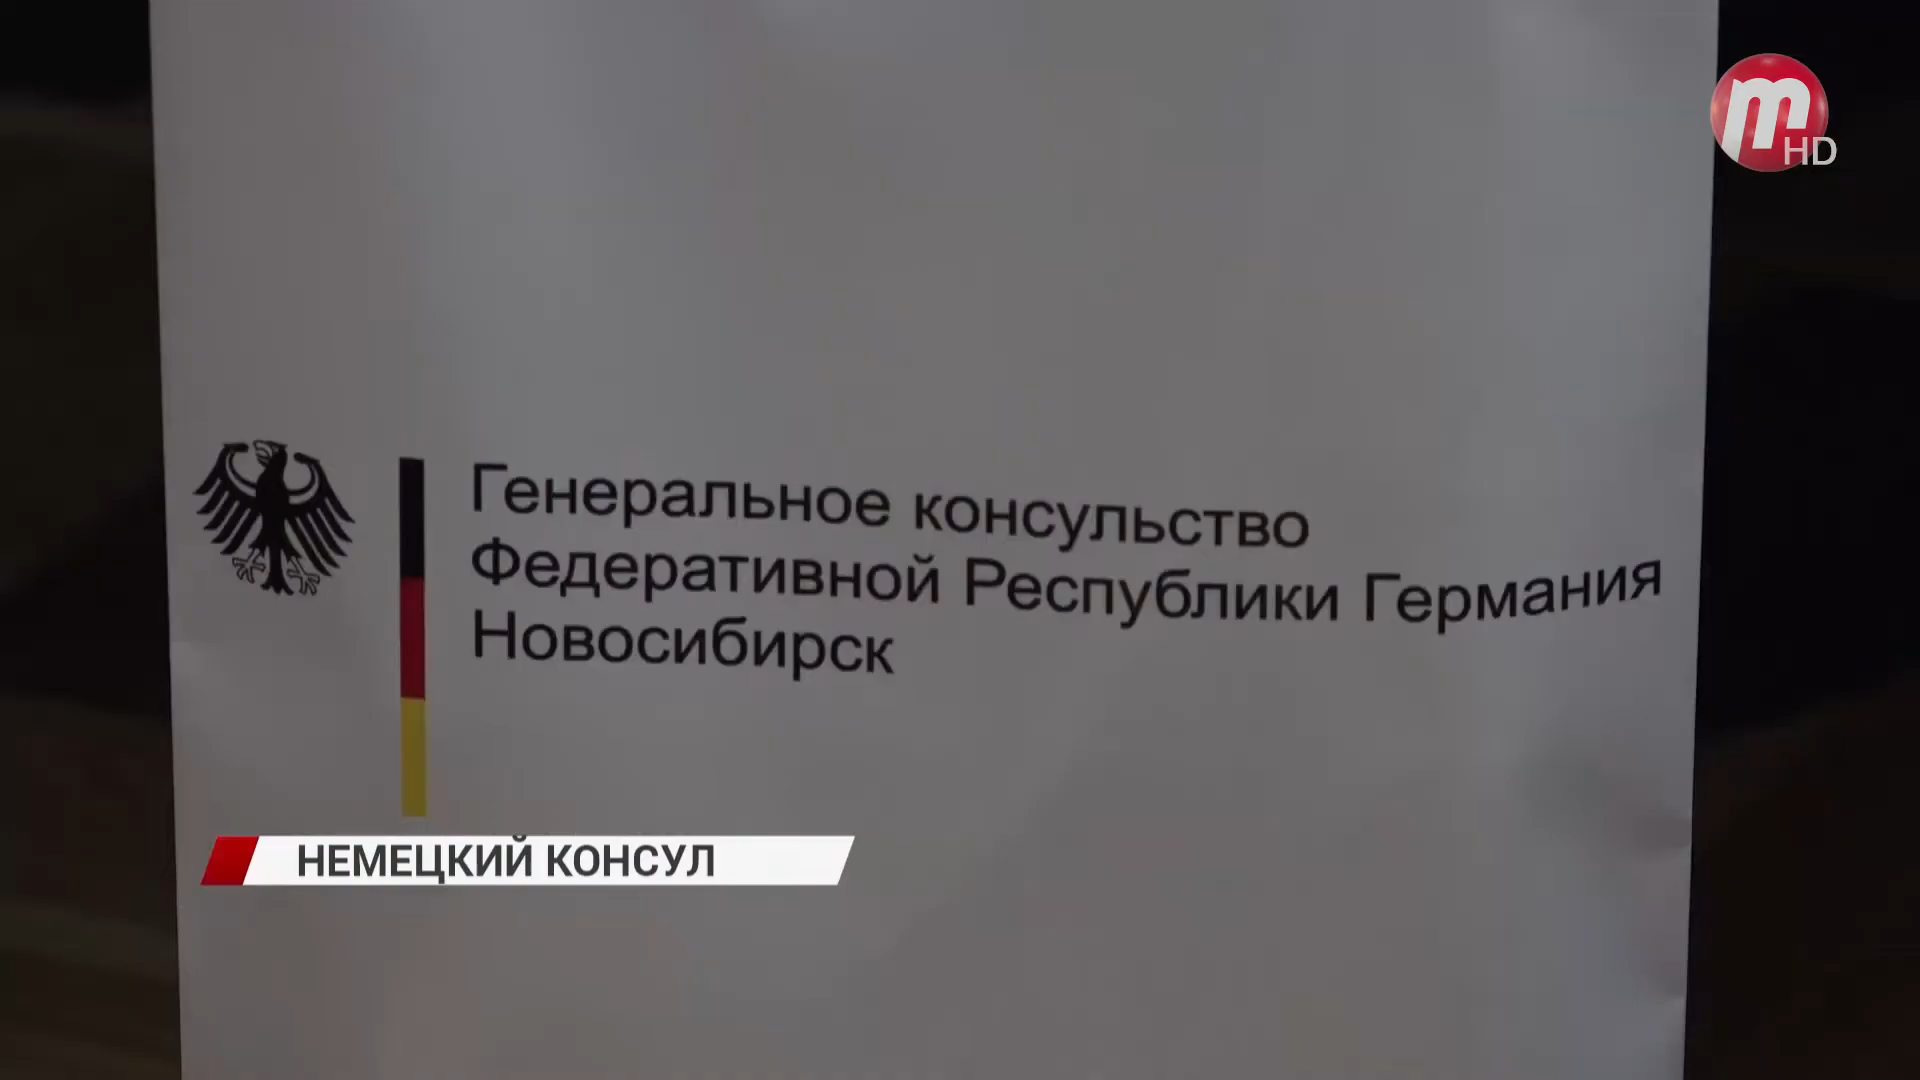 m HD
Генеральное консульство
Федеративной Республики Германия
Новосибирск
НЕМЕЦКИЙ КОНСУЛ